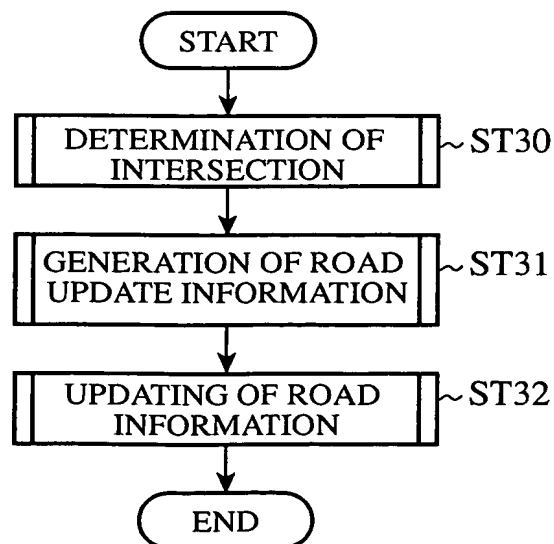 START
DETERMINATION OF
INTERSECTION
~ST30
GENERATION OF ROAD
UPDATE INFORMATION
~ST31
UPDATING OF ROAD
INFORMATION
~ST32
END